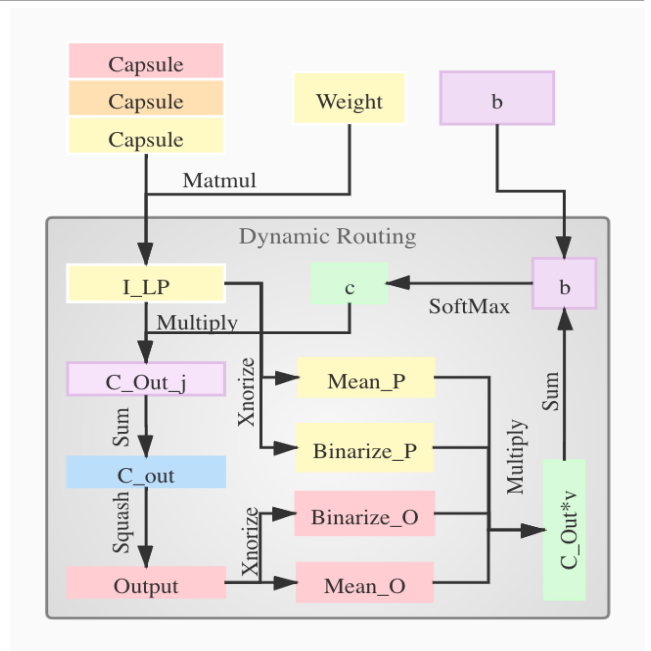 Capsule
Capsule
Capsule
Weight
b
Matmul
Dynamic Routing
I_LP
c
b
SoftMax
Multiply
C_Out_j
Xnorize
Mean_P
Sum
Sum
Binarize_P
Multiply
C_out
Squash
Xnorize
Binarize_O
C_Out*v
Output
Mean_O